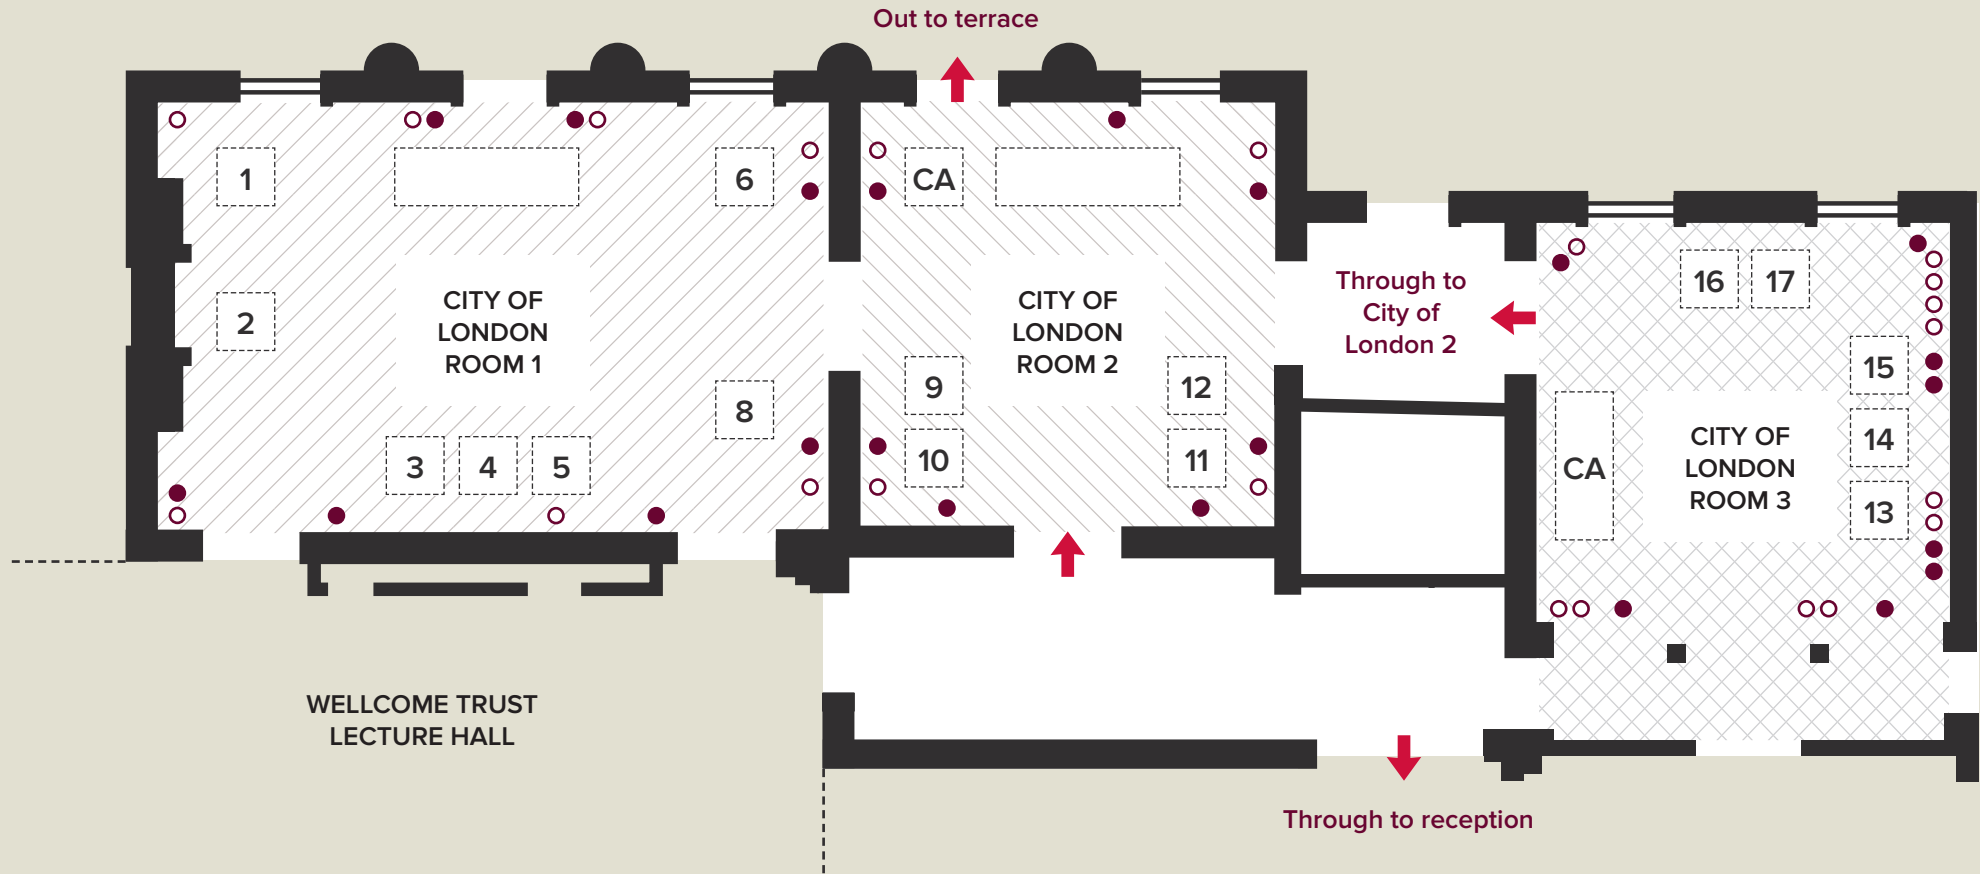 Out to terrace
1
6
CA
2
CITY OF
LONDON
ROOM 1
8
3
4
5
CITY OF
LONDON
ROOM 2
9
12
10
11
Through to
City of
London 2
16
17
15
14
13
CA
CITY OF
LONDON
ROOM 3
WELLCOME TRUST
LECTURE HALL
Through to reception